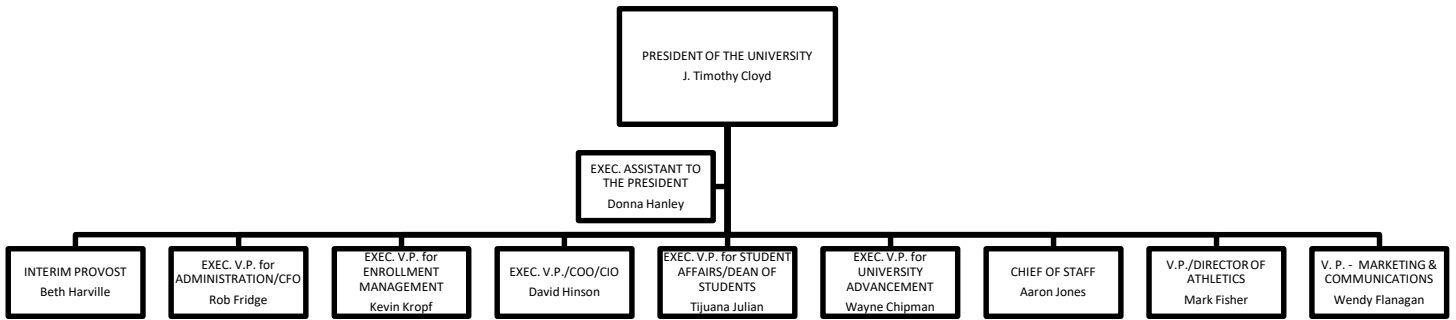 PRESIDENT OF THE UNIVERSITY
J. Timothy Cloyd
EXEC. ASSISTANT TO
THE PRESIDENT
Donna Hanley
INTERIM PROVOST
Beth Harville
EXEC. V.P. for
ADMINISTRATION/CFO
Rob Fridge
EXEC. V.P. for
ENROLLMENT
MANAGEMENT
Kevin Kropf
EXEC. V.P./COO/CIO
David Hinson
EXEC. V.P. for STUDENT
AFFAIRS/DEAN OF
STUDENTS
Tijuana Julian
EXEC. V.P. for
UNIVERSITY
ADVANCEMENT
Wayne Chipman
CHIEF OF STAFF
Aaron Jones
V.P./DIRECTOR OF
ATHLETICS
Mark Fisher
V. P. - MARKETING &
COMMUNICATIONS
Wendy Flanagan